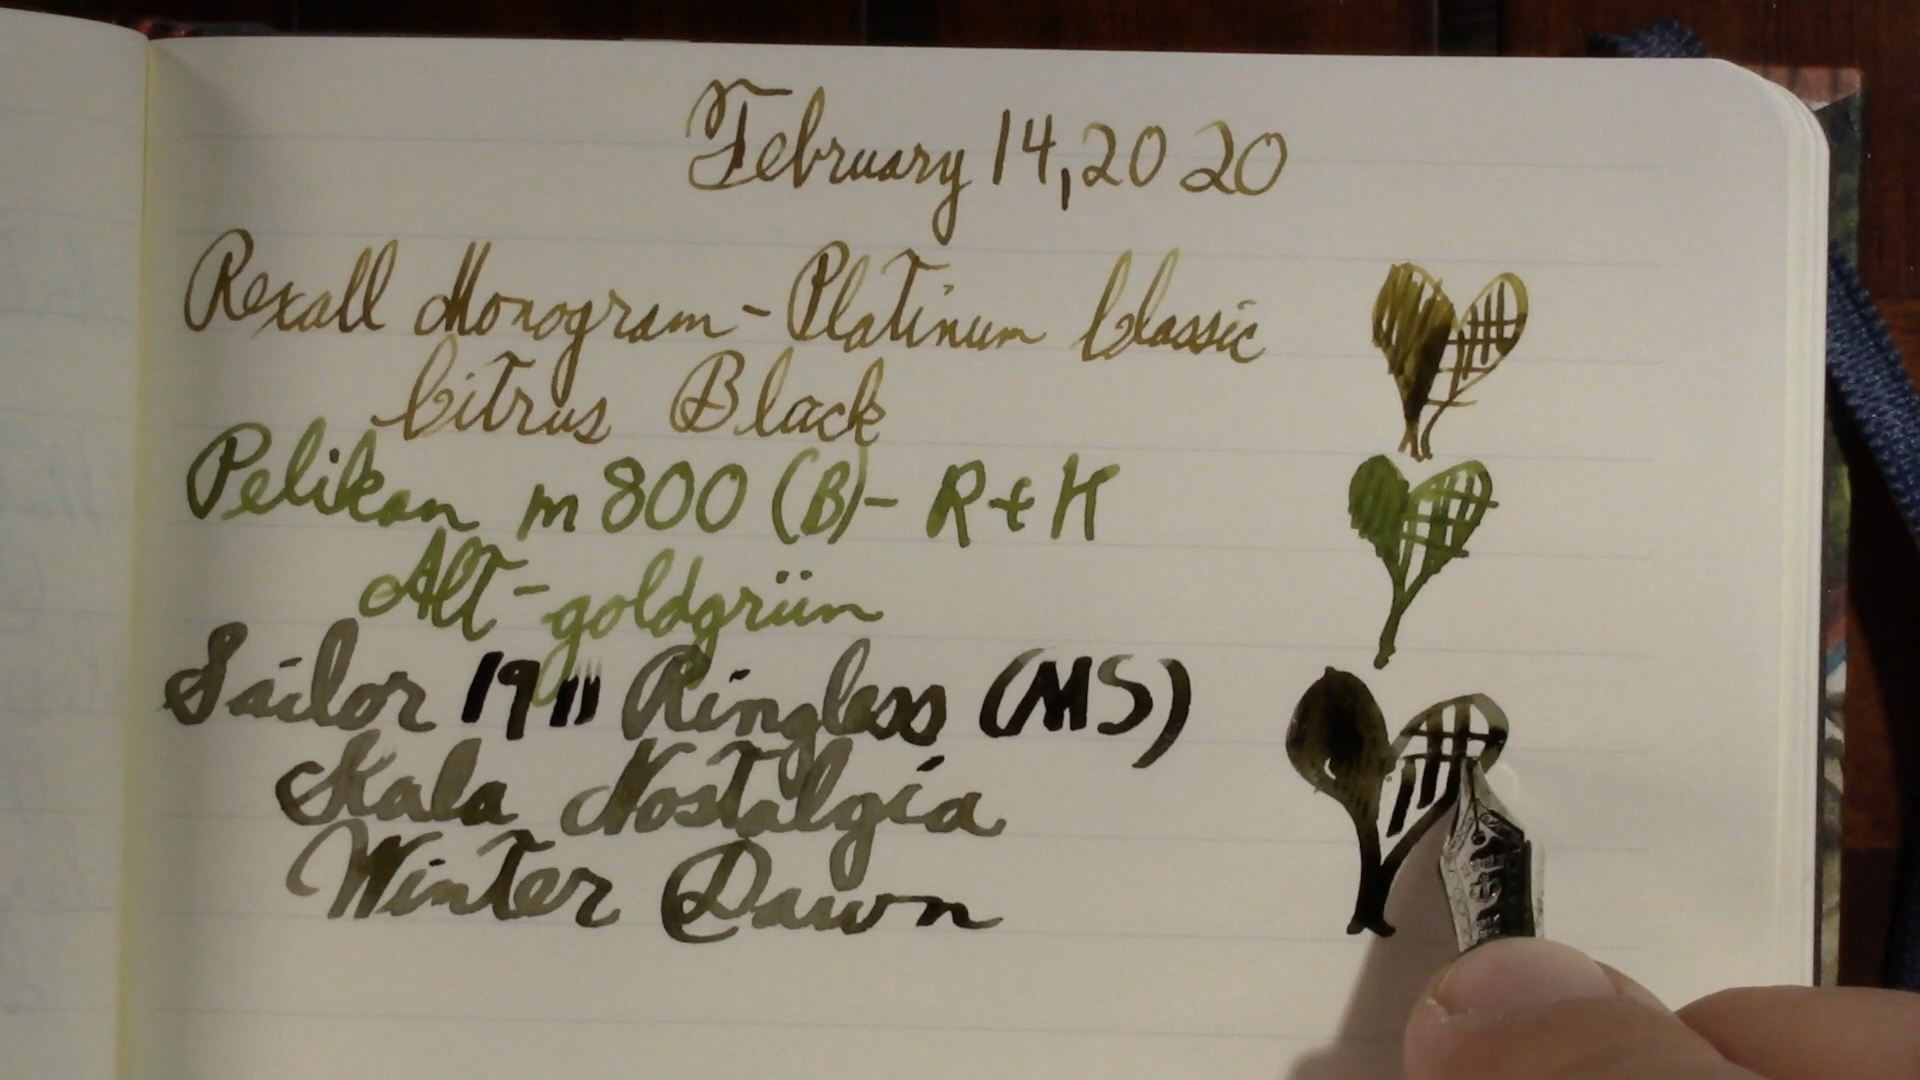 February 14, 2020
Rexall Monogram - Platinum Classic
Citrus Black
Pelikan m800 (B) - R+K
Alt-goldgrün
Sailor 1911 Ringless (MS)
Kala Nostalgia
Winter Dawn